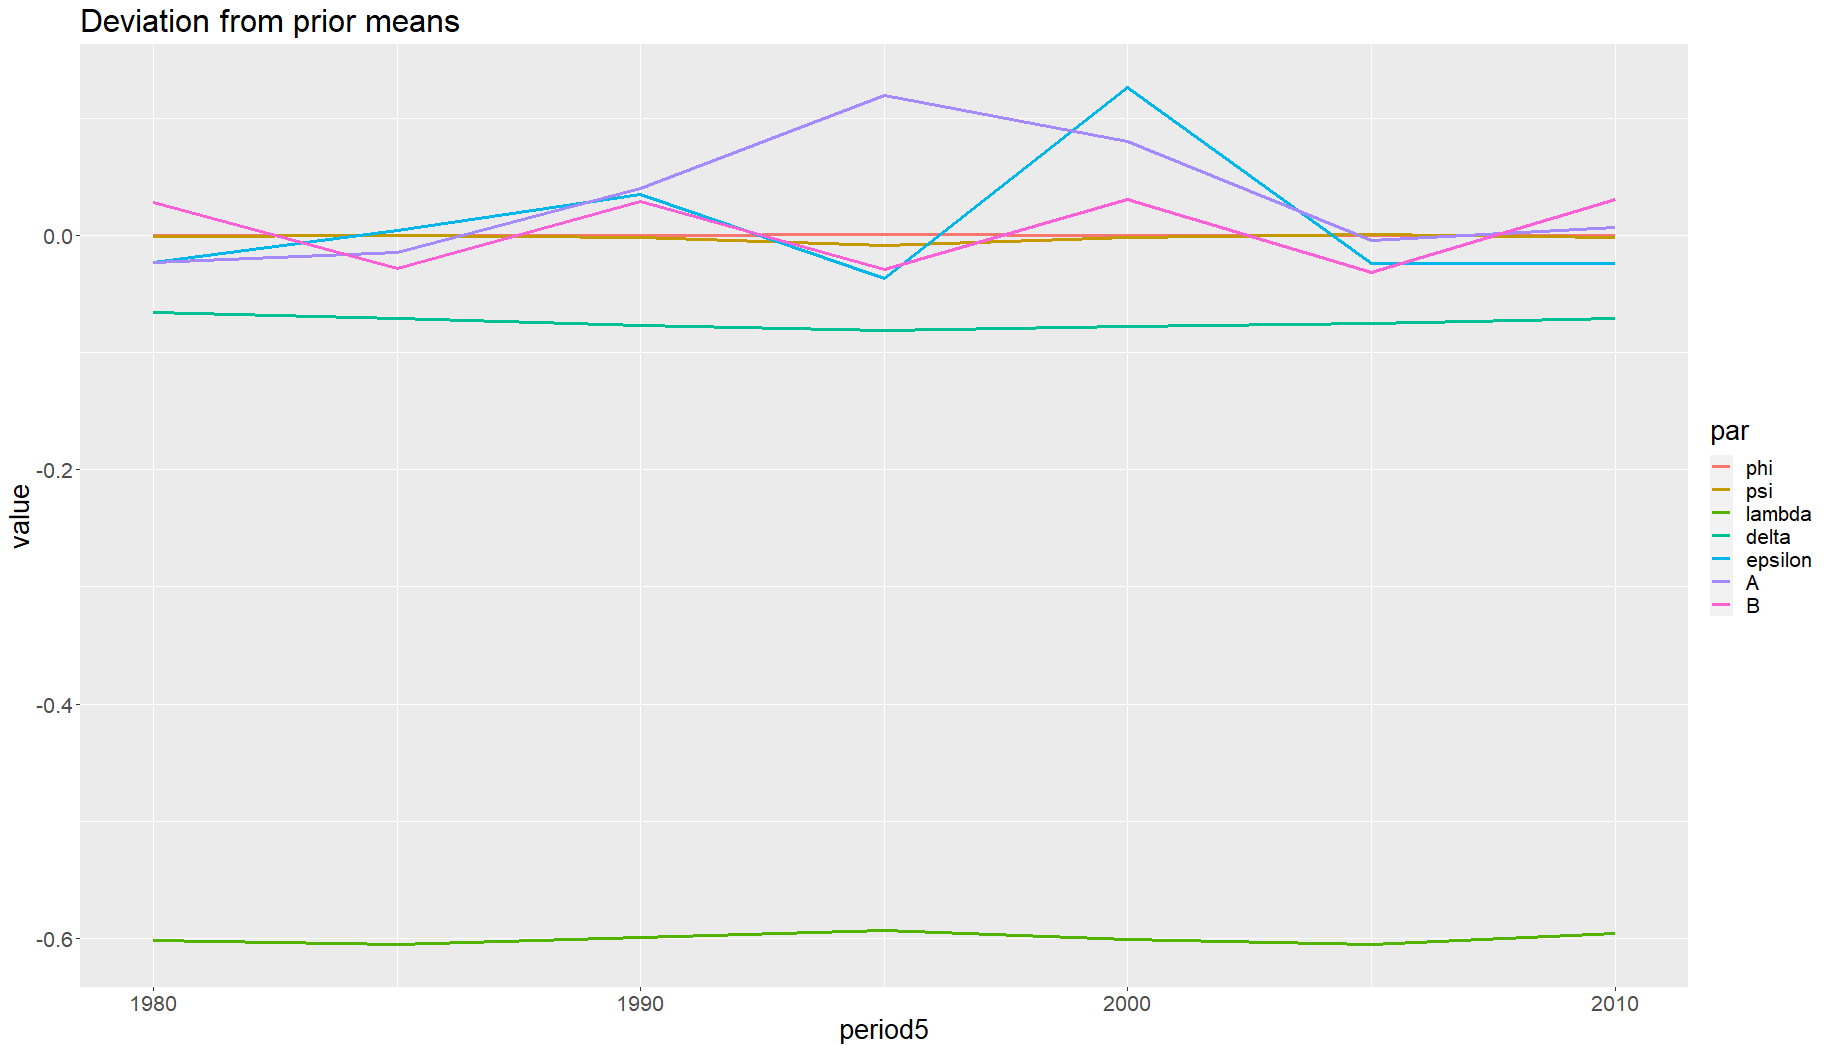 Deviation from prior means
value
0.0
-0.2
-0.4
-0.6
1980 1990 2000 2010
period5
par
phi
psi
lambda
delta
epsilon
A
B